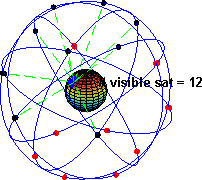 visible sat = 12